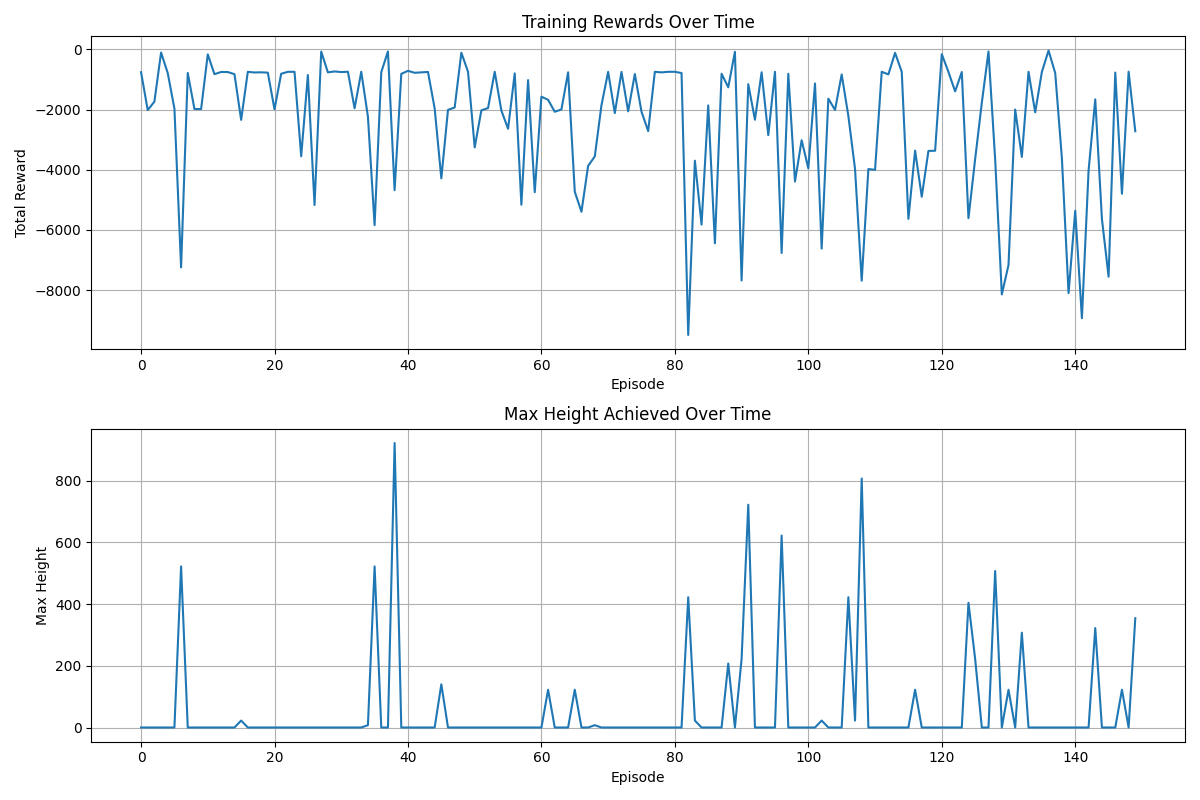 Training Rewards Over Time
0
−2000
−4000
−6000
−8000
Total Reward
0 20 40 60 80 100 120 140
Episode
Max Height Achieved Over Time
800
600
400
200
0
Max Height
0 20 40 60 80 100 120 140
Episode